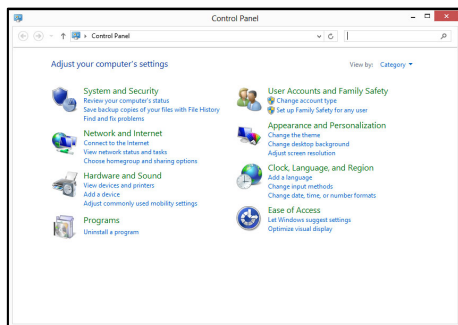 Control Panel
Control Panel
Adjust your computer's settings
View by: Category
System and Security
Review your computer's status
Save backup copies of your files with File History
Find and fix problems
Network and Internet
Connect to the Internet
View network status and tasks
Choose homegroup and sharing options
Hardware and Sound
View devices and printers
Add a device
Adjust commonly used mobility settings
Programs
Uninstall a program
User Accounts and Family Safety
Change account type
Set up Family Safety for any user
Appearance and Personalization
Change the theme
Change desktop background
Adjust screen resolution
Clock, Language, and Region
Add a language
Change input methods
Change date, time, or number formats
Ease of Access
Let Windows suggest settings
Optimize visual display